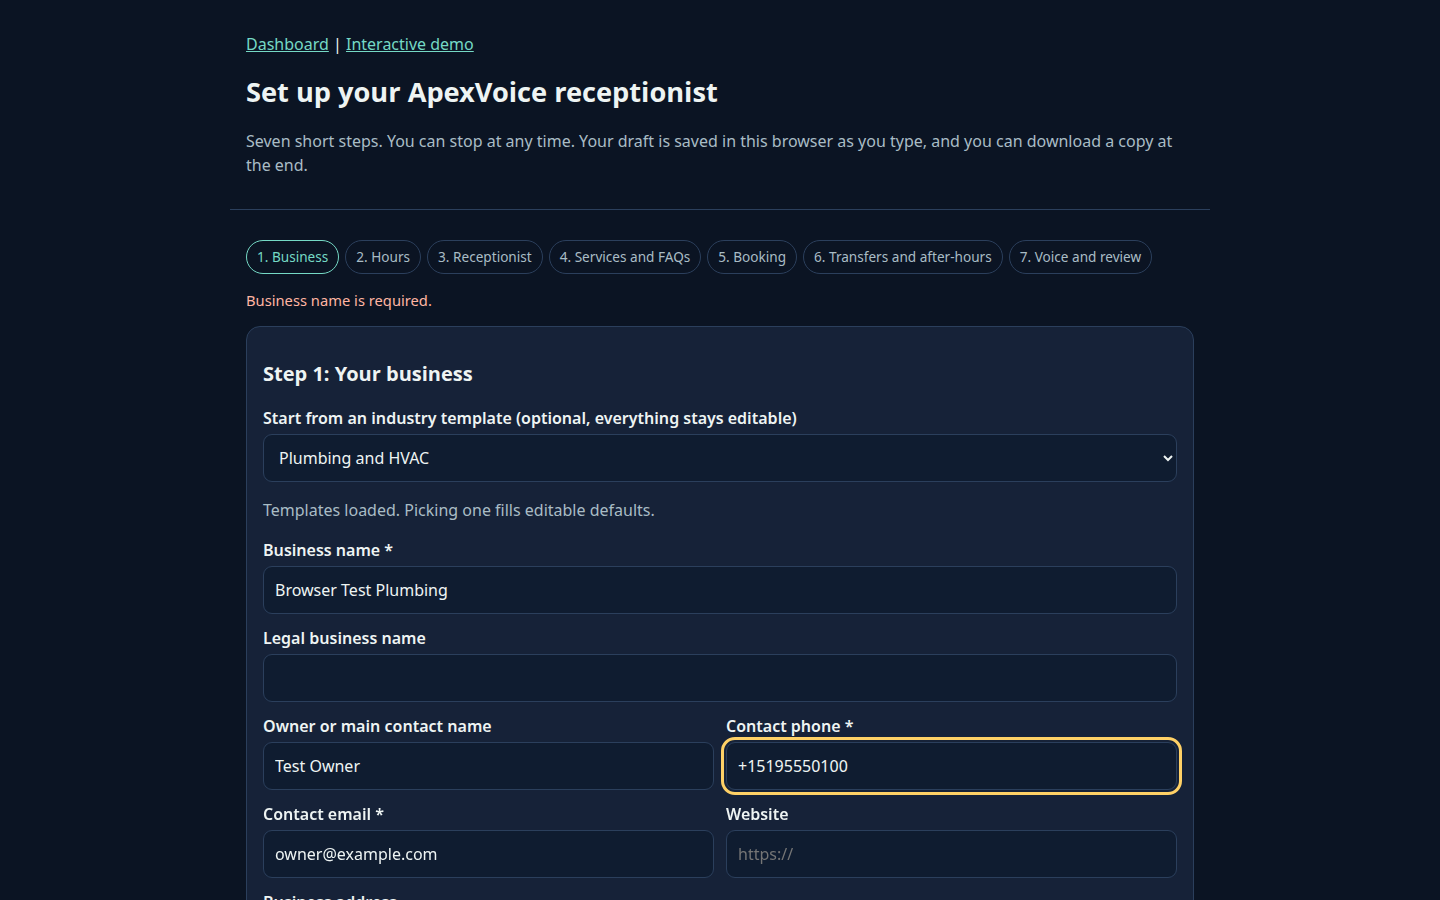 Dashboard | Interactive demo
Set up your ApexVoice receptionist
Seven short steps. You can stop at any time. Your draft is saved in this browser as you type, and you can download a copy at
the end.
1. Business 2. Hours 3. Receptionist 4. Services and FAQs 5. Booking 6. Transfers and after-hours 7. Voice and review
Business name is required.
Step 1: Your business
Start from an industry template (optional, everything stays editable)
Plumbing and HVAC
Templates loaded. Picking one fills editable defaults.
Business name *
Browser Test Plumbing
Legal business name
Owner or main contact name Contact phone *
Test Owner +15195550100
Contact email * Website
owner@example.com https://
Business address